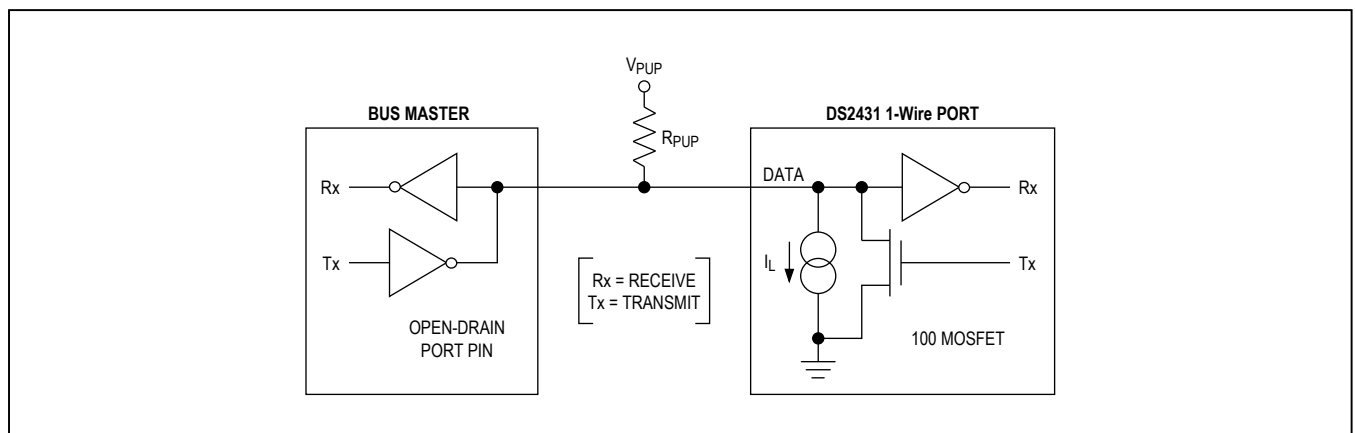 VPUP
BUS MASTER
DS2431 1-Wire PORT
RPUP
Rx
DATA
Rx
Tx
IL
Tx
Rx = RECEIVE
Tx = TRANSMIT
OPEN-DRAIN
PORT PIN
100 MOSFET